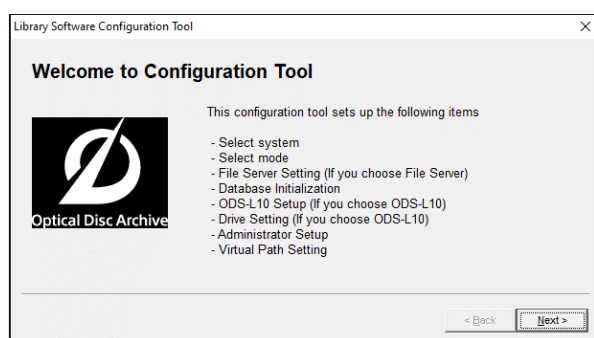 Library Software Configuration Tool
Welcome to Configuration Tool
This configuration tool sets up the following items
- Select system
- Select mode
- File Server Setting (If you choose File Server)
- Database Initialization
- ODS-L10 Setup (If you choose ODS-L10)
- Drive Setting (If you choose ODS-L10)
- Administrator Setup
- Virtual Path Setting
Optical Disc Archive
< Back
Next >